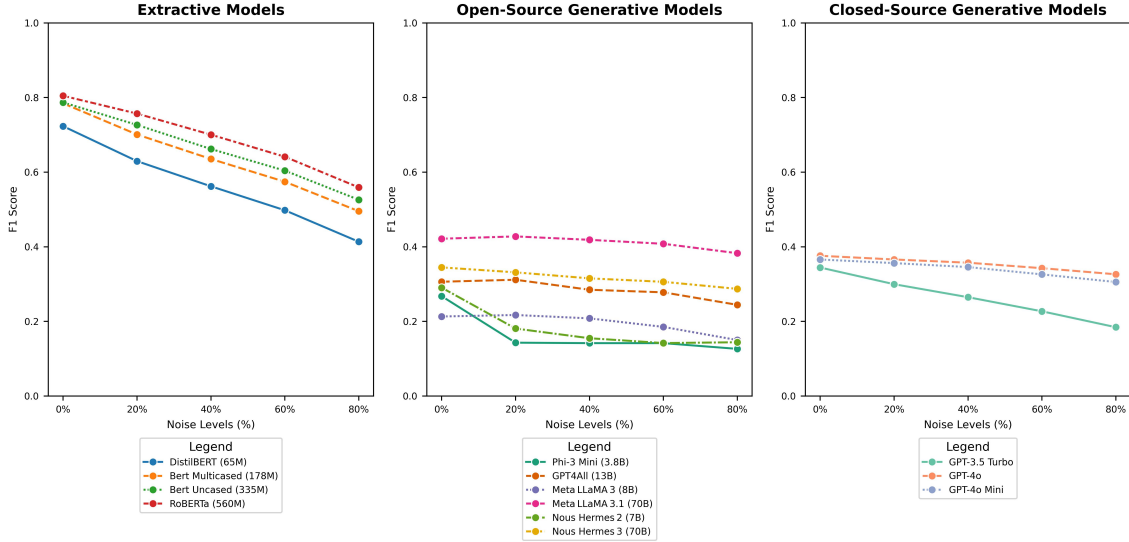 Extractive Models
1.0
0.8
0.6
0.4
0.2
0.0
F1 Score
0%
20%
40%
60%
80%
Noise Levels (%)
Legend
DistilBERT (65M)
Bert Multicased (178M)
Bert Uncased (335M)
RoBERTa (560M)
Open-Source Generative Models
1.0
0.8
0.6
0.4
0.2
0.0
F1 Score
0%
20%
40%
60%
80%
Noise Levels (%)
Legend
Phi-3 Mini (3.8B)
GPT4All (13B)
Meta LLaMA 3 (8B)
Meta LLaMA 3.1 (70B)
Nous Hermes 2 (7B)
Nous Hermes 3 (70B)
Closed-Source Generative Models
1.0
0.8
0.6
0.4
0.2
0.0
F1 Score
0%
20%
40%
60%
80%
Noise Levels (%)
Legend
GPT-3.5 Turbo
GPT-4o
GPT-4o Mini